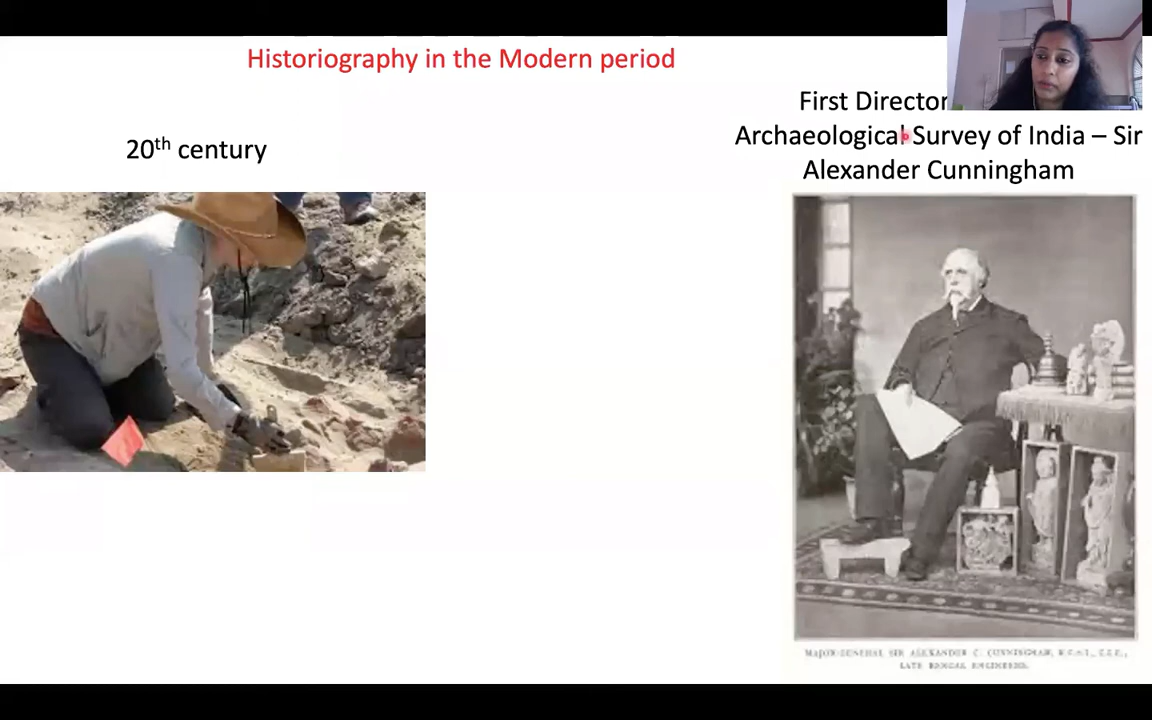 Historiography in the Modern period
20th century
First Director
Archaeological Survey of India – Sir
Alexander Cunningham
MAJOR-GENERAL SIR ALEXANDER C. CUNNINGHAM, K.C.I.E., C.S.I.,
LATE BENGAL ENGINEERS.